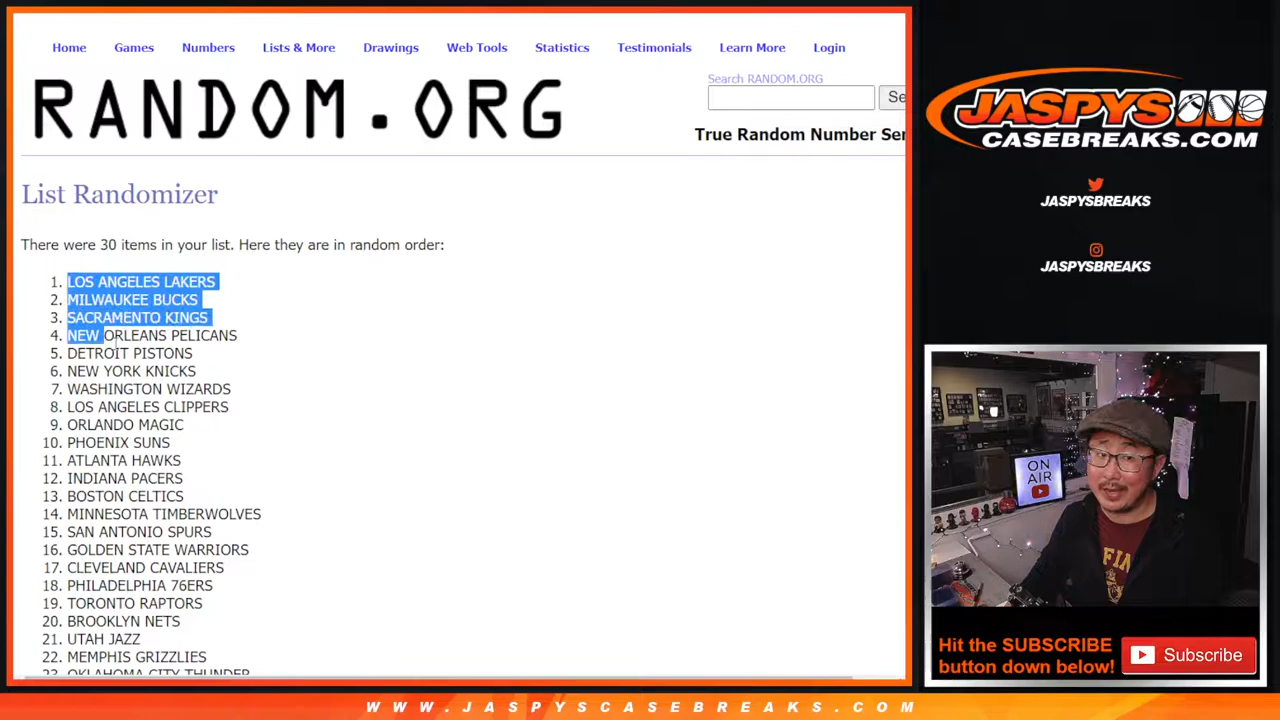 Home Games Numbers Lists & More Drawings Web Tools Statistics Testimonials Learn More Login
RANDOM.ORG
Search RANDOM.ORG
Se
True Random Number Ser
List Randomizer
There were 30 items in your list. Here they are in random order:
1. LOS ANGELES LAKERS
2. MILWAUKEE BUCKS
3. SACRAMENTO KINGS
4. NEW ORLEANS PELICANS
5. DETROIT PISTONS
6. NEW YORK KNICKS
7. WASHINGTON WIZARDS
8. LOS ANGELES CLIPPERS
9. ORLANDO MAGIC
10. PHOENIX SUNS
11. ATLANTA HAWKS
12. INDIANA PACERS
13. BOSTON CELTICS
14. MINNESOTA TIMBERWOLVES
15. SAN ANTONIO SPURS
16. GOLDEN STATE WARRIORS
17. CLEVELAND CAVALIERS
18. PHILADELPHIA 76ERS
19. TORONTO RAPTORS
20. BROOKLYN NETS
21. UTAH JAZZ
22. MEMPHIS GRIZZLIES
23. OKLAHOMA CITY THUNDER
JASPYS
CASEBREAKS.COM
JASPYSBREAKS
JASPYSBREAKS
ON
AIR
Hit the SUBSCRIBE
button down below!
Subscribe
WWW.JASPYSCASEBREAKS.COM